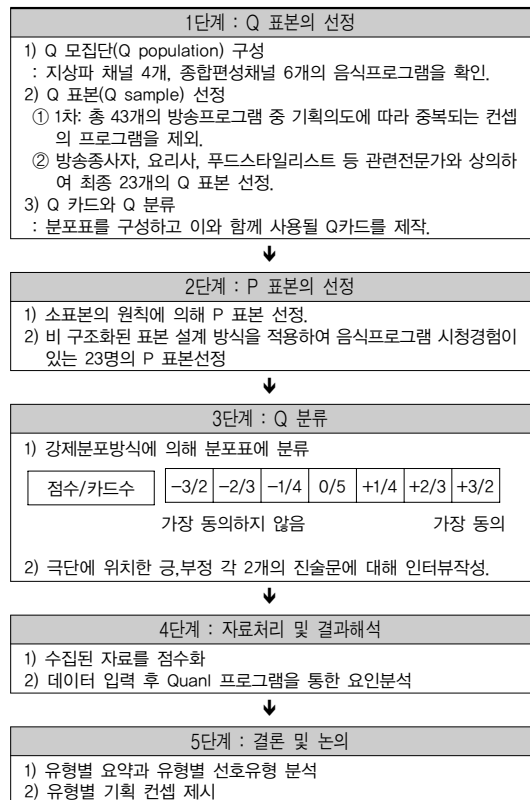 1단계 : Q 표본의 선정
1) Q 모집단(Q population) 구성
: 지상파 채널 4개, 종합편성채널 6개의 음식프로그램을 확인.
2) Q 표본(Q sample) 선정
① 1차: 총 43개의 방송프로그램 중 기획의도에 따라 중복되는 컨셉
의 프로그램을 제외.
② 방송종사자, 요리사, 푸드스타일리스트 등 관련전문가와 상의하
여 최종 23개의 Q 표본 선정.
3) Q 카드와 Q 분류
: 분포표를 구성하고 이와 함께 사용될 Q카드를 제작.
2단계 : P 표본의 선정
1) 소표본의 원칙에 의해 P 표본 선정.
2) 비 구조화된 표본 설계 방식을 적용하여 음식프로그램 시청경험이
있는 23명의 P 표본선정
3단계 : Q 분류
1) 강제분포방식에 의해 분포표에 분류
점수/카드수 -3/2 -2/3 -1/4 0/5 +1/4 +2/3 +3/2
가장 동의하지 않음 가장 동의
2) 극단에 위치한 긍,부정 각 2개의 진술문에 대해 인터뷰작성.
4단계 : 자료처리 및 결과해석
1) 수집된 자료를 점수화
2) 데이터 입력 후 Quanl 프로그램을 통한 요인분석
5단계 : 결론 및 논의
1) 유형별 요약과 유형별 선호유형 분석
2) 유형별 기획 컨셉 제시